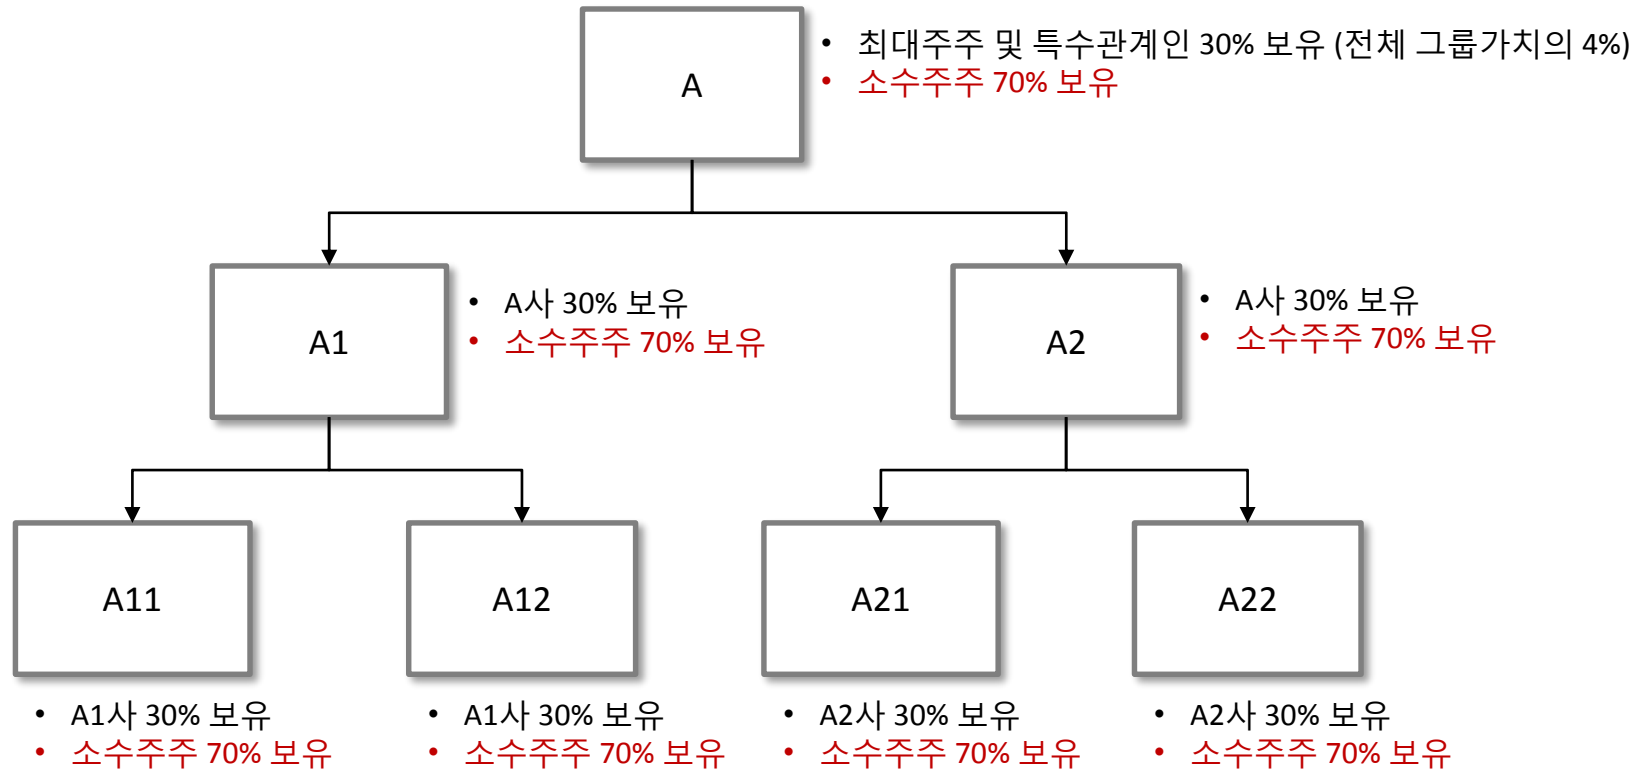 A
• 최대주주 및 특수관계인 30% 보유 (전체 그룹가치의 4%)
• 소수주주 70% 보유
A1
• A사 30% 보유
• 소수주주 70% 보유
A2
• A사 30% 보유
• 소수주주 70% 보유
A11
• A1사 30% 보유
• 소수주주 70% 보유
A12
• A1사 30% 보유
• 소수주주 70% 보유
A21
• A2사 30% 보유
• 소수주주 70% 보유
A22
• A2사 30% 보유
• 소수주주 70% 보유